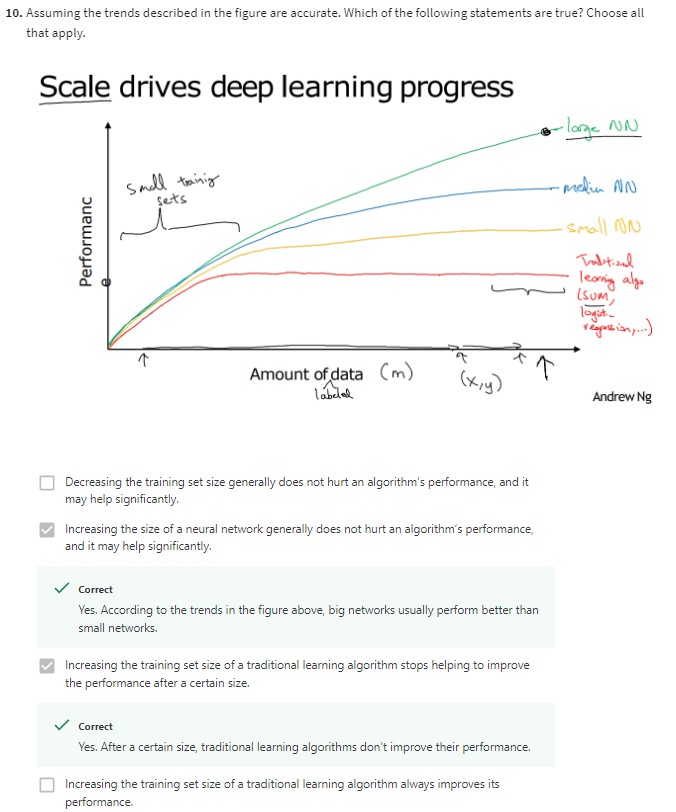 10. Assuming the trends described in the figure are accurate. Which of the following statements are true? Choose all
that apply.
Scale drives deep learning progress
large NN
small training
sets
medium NN
Performanc
small NN
Traditional
learning algo
(SVM,
logistic
regression,...)
Amount of data (m)
labeled
(x,y)
Andrew Ng
Decreasing the training set size generally does not hurt an algorithm's performance, and it
may help significantly.
Increasing the size of a neural network generally does not hurt an algorithm's performance,
and it may help significantly.
Correct
Yes. According to the trends in the figure above, big networks usually perform better than
small networks.
Increasing the training set size of a traditional learning algorithm stops helping to improve
the performance after a certain size.
Correct
Yes. After a certain size, traditional learning algorithms don't improve their performance.
Increasing the training set size of a traditional learning algorithm always improves its
performance.